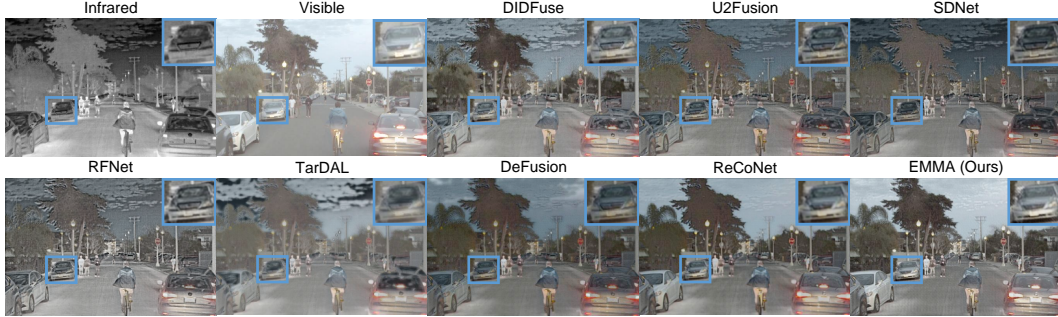 Infrared Visible DIDFuse U2Fusion SDNet
RFNet TarDAL DeFusion ReCoNet EMMA (Ours)